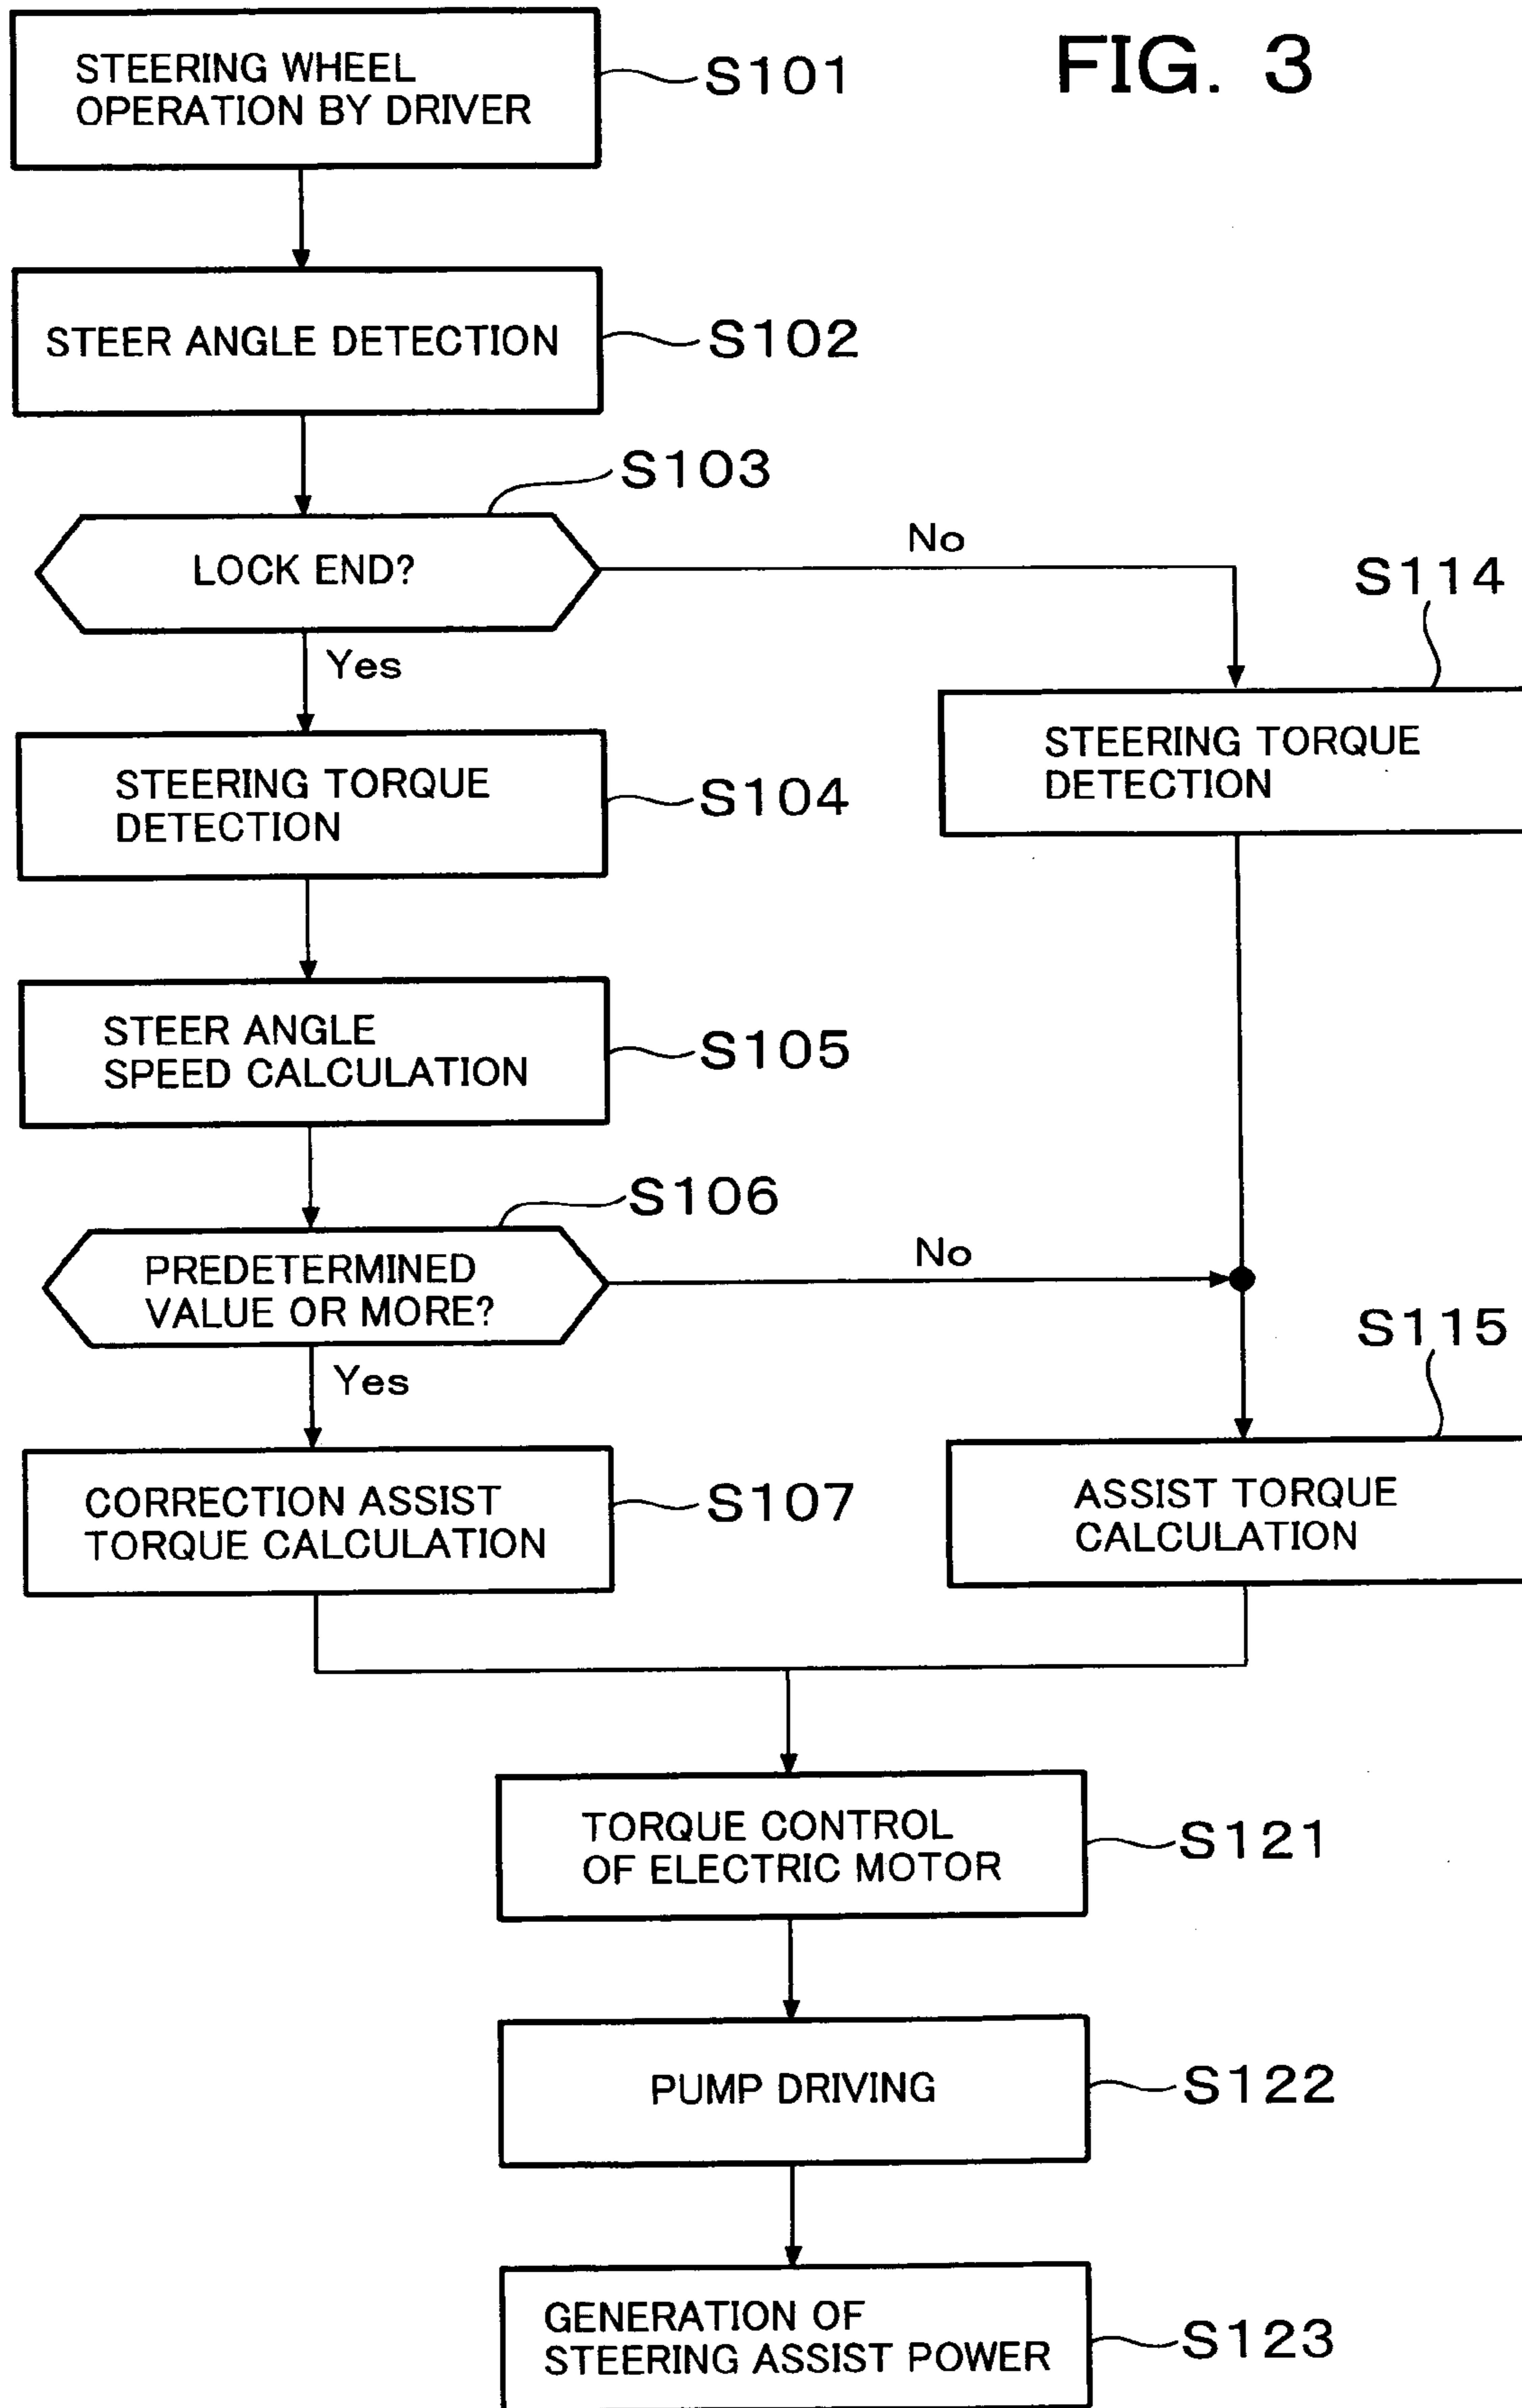 FIG. 3
STEERING WHEEL
OPERATION BY DRIVER
S101
STEER ANGLE DETECTION
S102
S103
LOCK END?
No
Yes
S114
STEERING TORQUE
DETECTION
S104
STEERING TORQUE
DETECTION
STEER ANGLE
SPEED CALCULATION
S105
S106
PREDETERMINED
VALUE OR MORE?
No
Yes
S115
CORRECTION ASSIST
TORQUE CALCULATION
S107
ASSIST TORQUE
CALCULATION
TORQUE CONTROL
OF ELECTRIC MOTOR
S121
PUMP DRIVING
S122
GENERATION OF
STEERING ASSIST POWER
S123